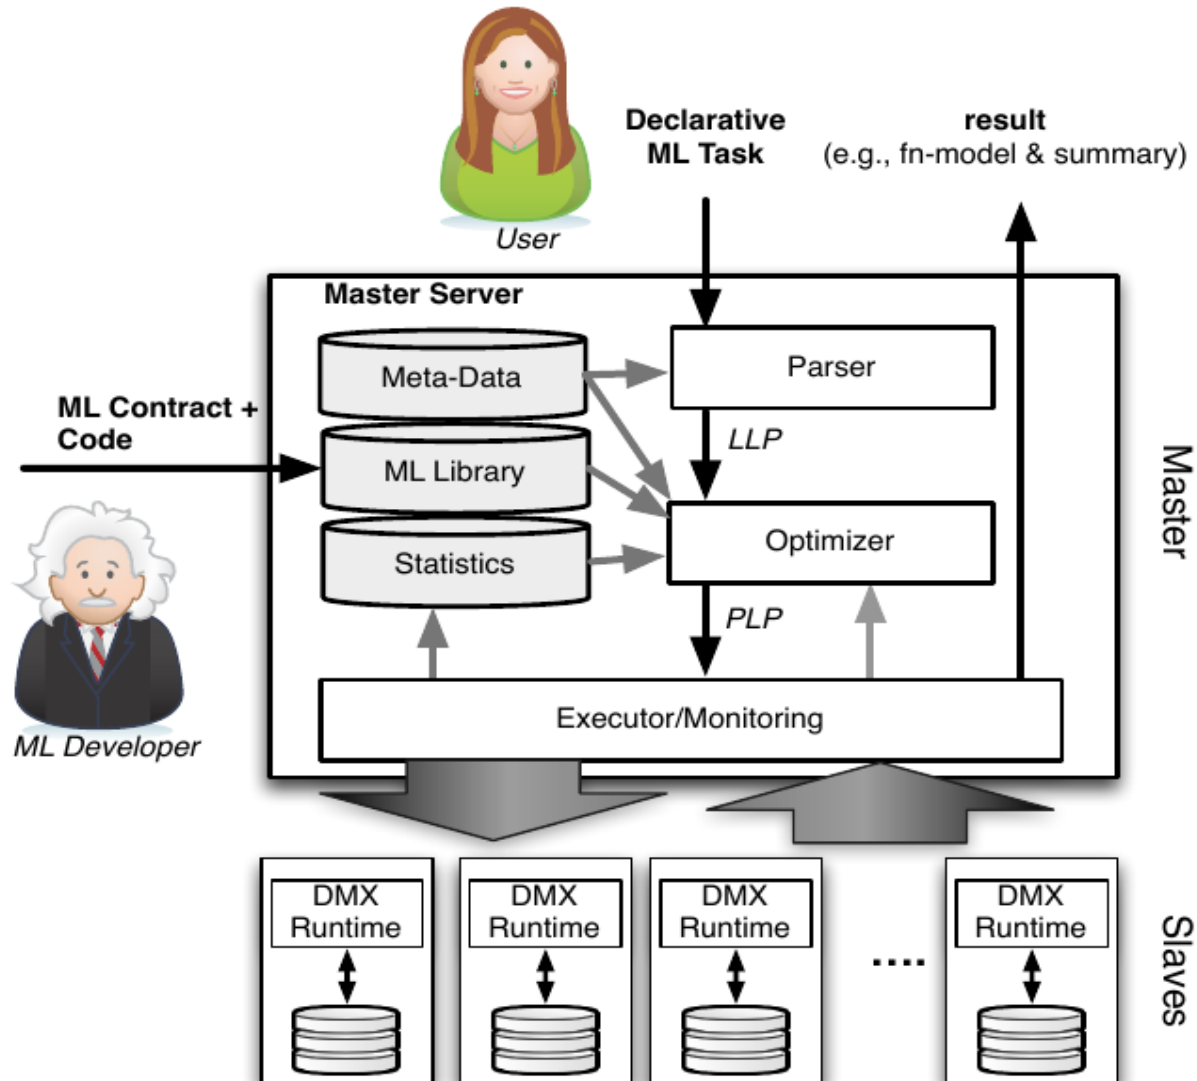 Declarative
ML Task
result
(e.g., fn-model & summary)
User
Master Server
Meta-Data
Parser
ML Contract +
Code
LLP
ML Library
Master
Optimizer
Statistics
PLP
Executor/Monitoring
ML Developer
DMX
Runtime
DMX
Runtime
DMX
Runtime
....
DMX
Runtime
Slaves